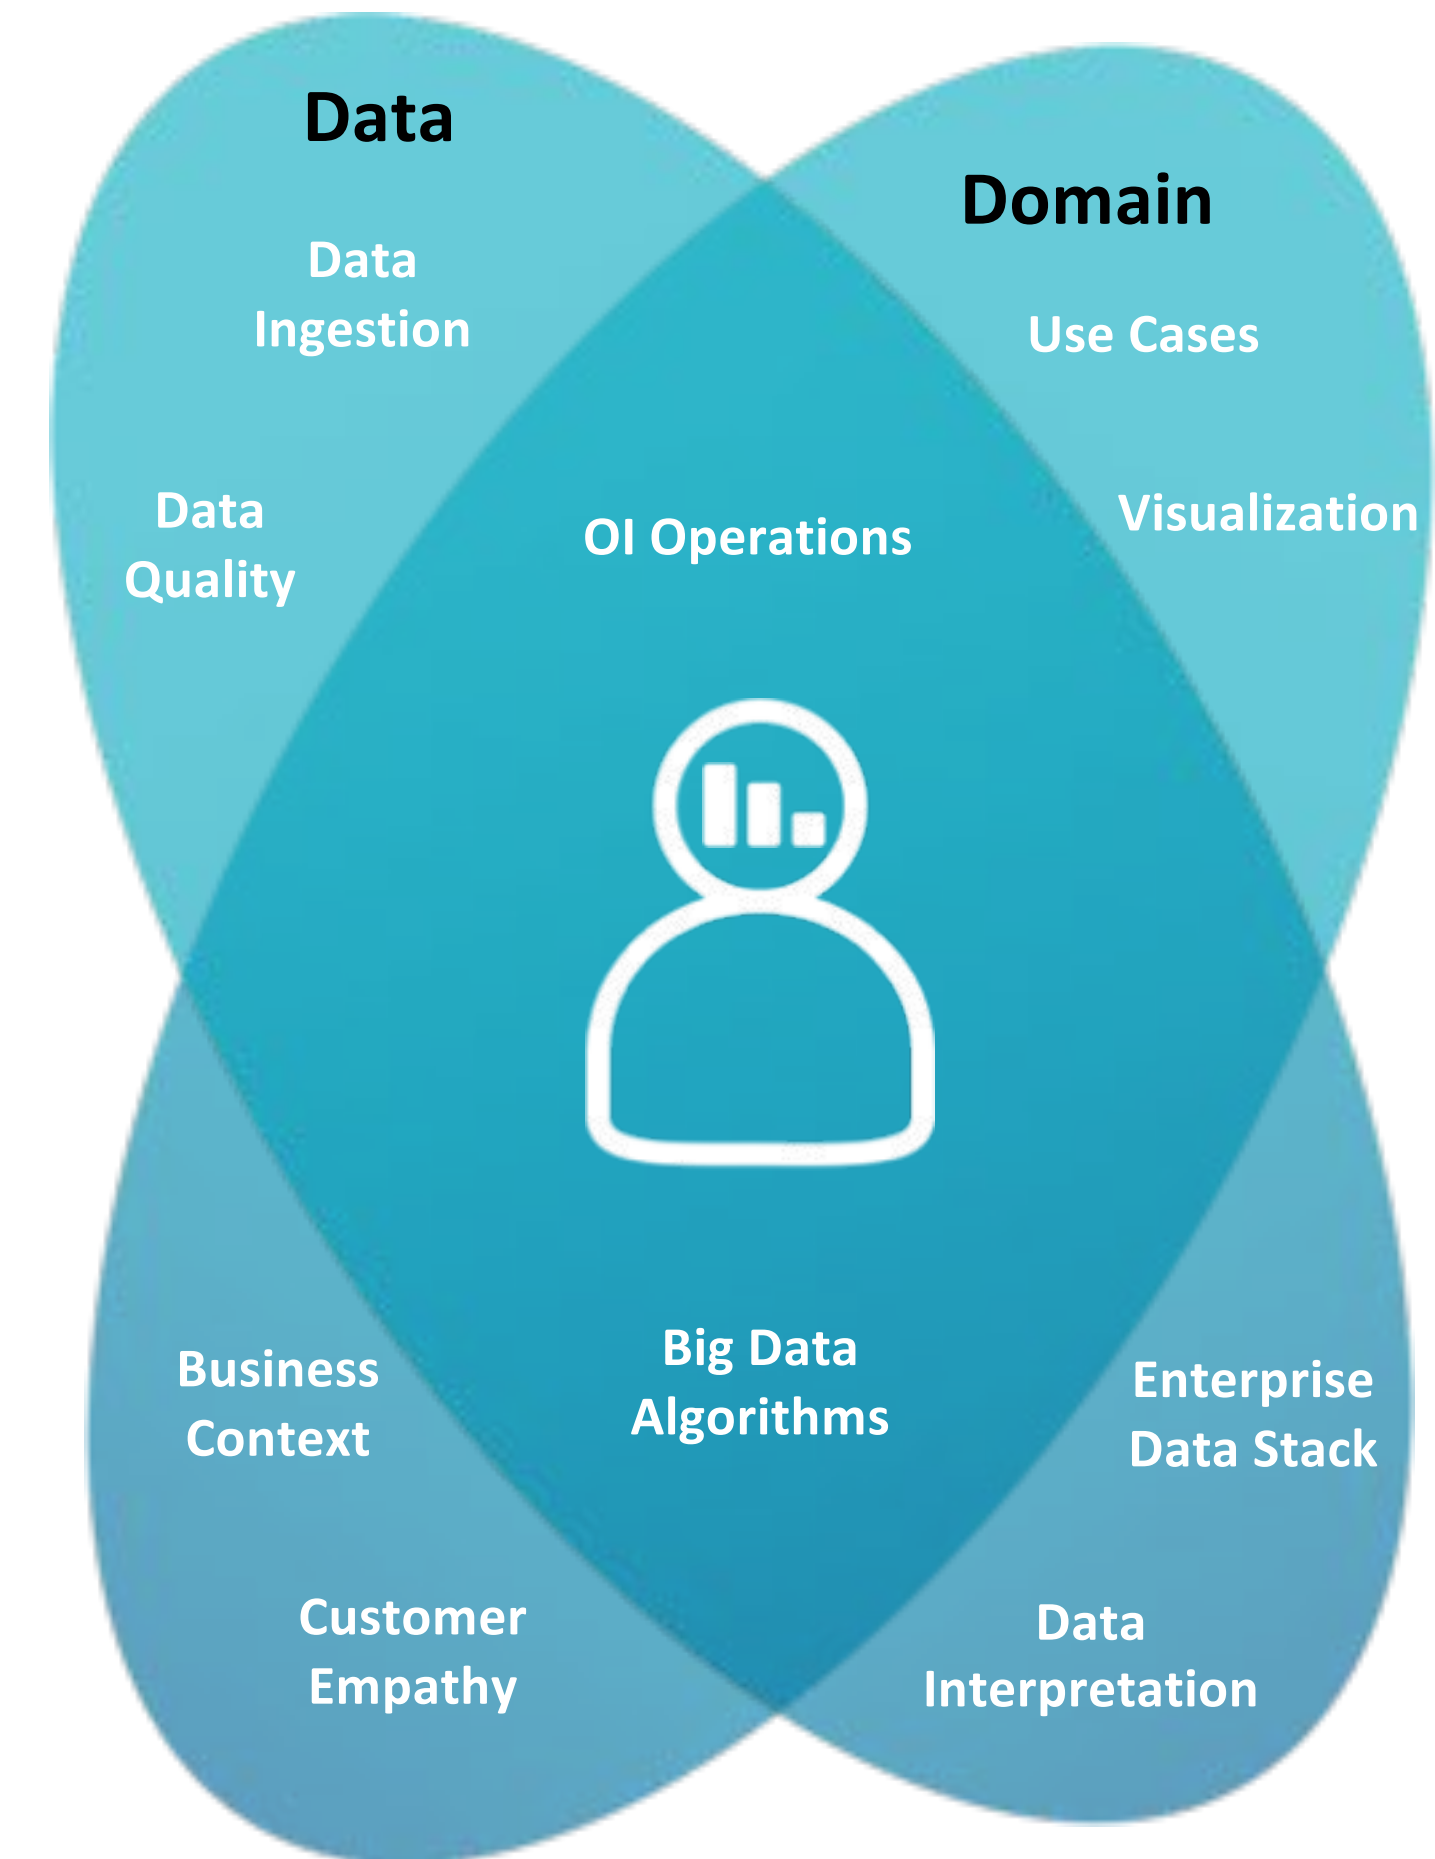 Data
Domain
Data
Ingestion
Use Cases
Data
Quality
OI Operations
Visualization
Business
Context
Big Data
Algorithms
Enterprise
Data Stack
Customer
Empathy
Data
Interpretation